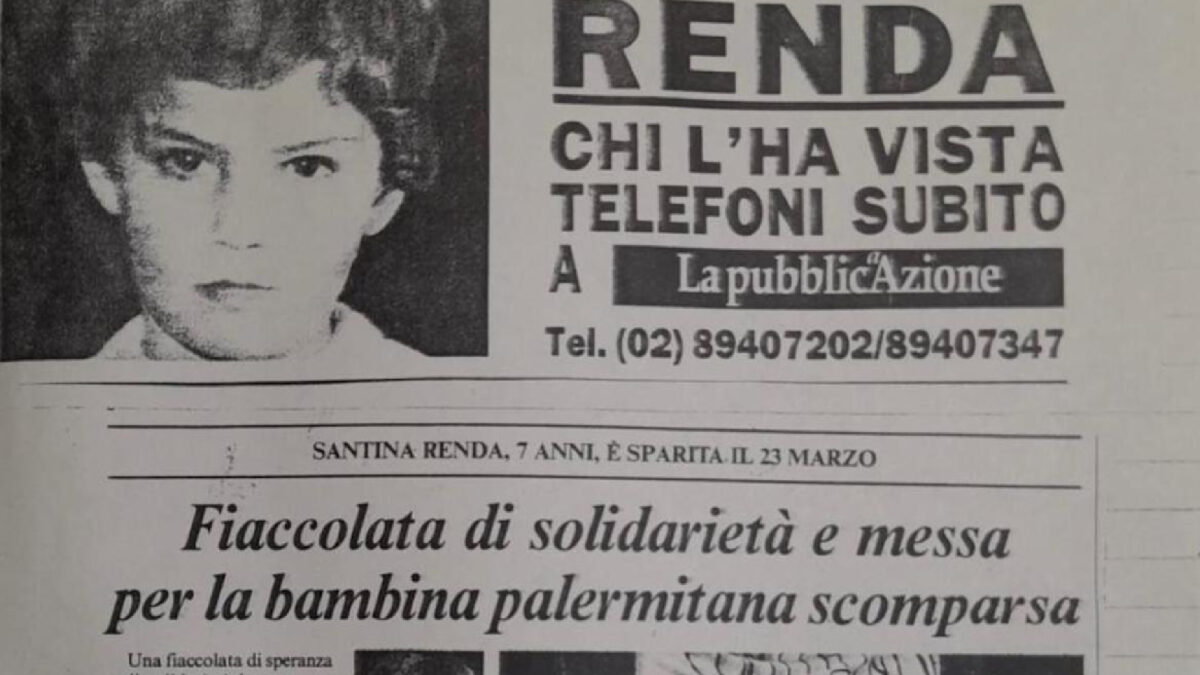 RENDA
CHI L'HA VISTA
TELEFONI SUBITO
A La pubblicaAzione
Tel. (02) 89407202/89407347
SANTINA RENDA, 7 ANNI, È SPARITA IL 23 MARZO
Fiaccolata di solidarietà e messa
per la bambina palermitana scomparsa
Una fiaccolata di speranza